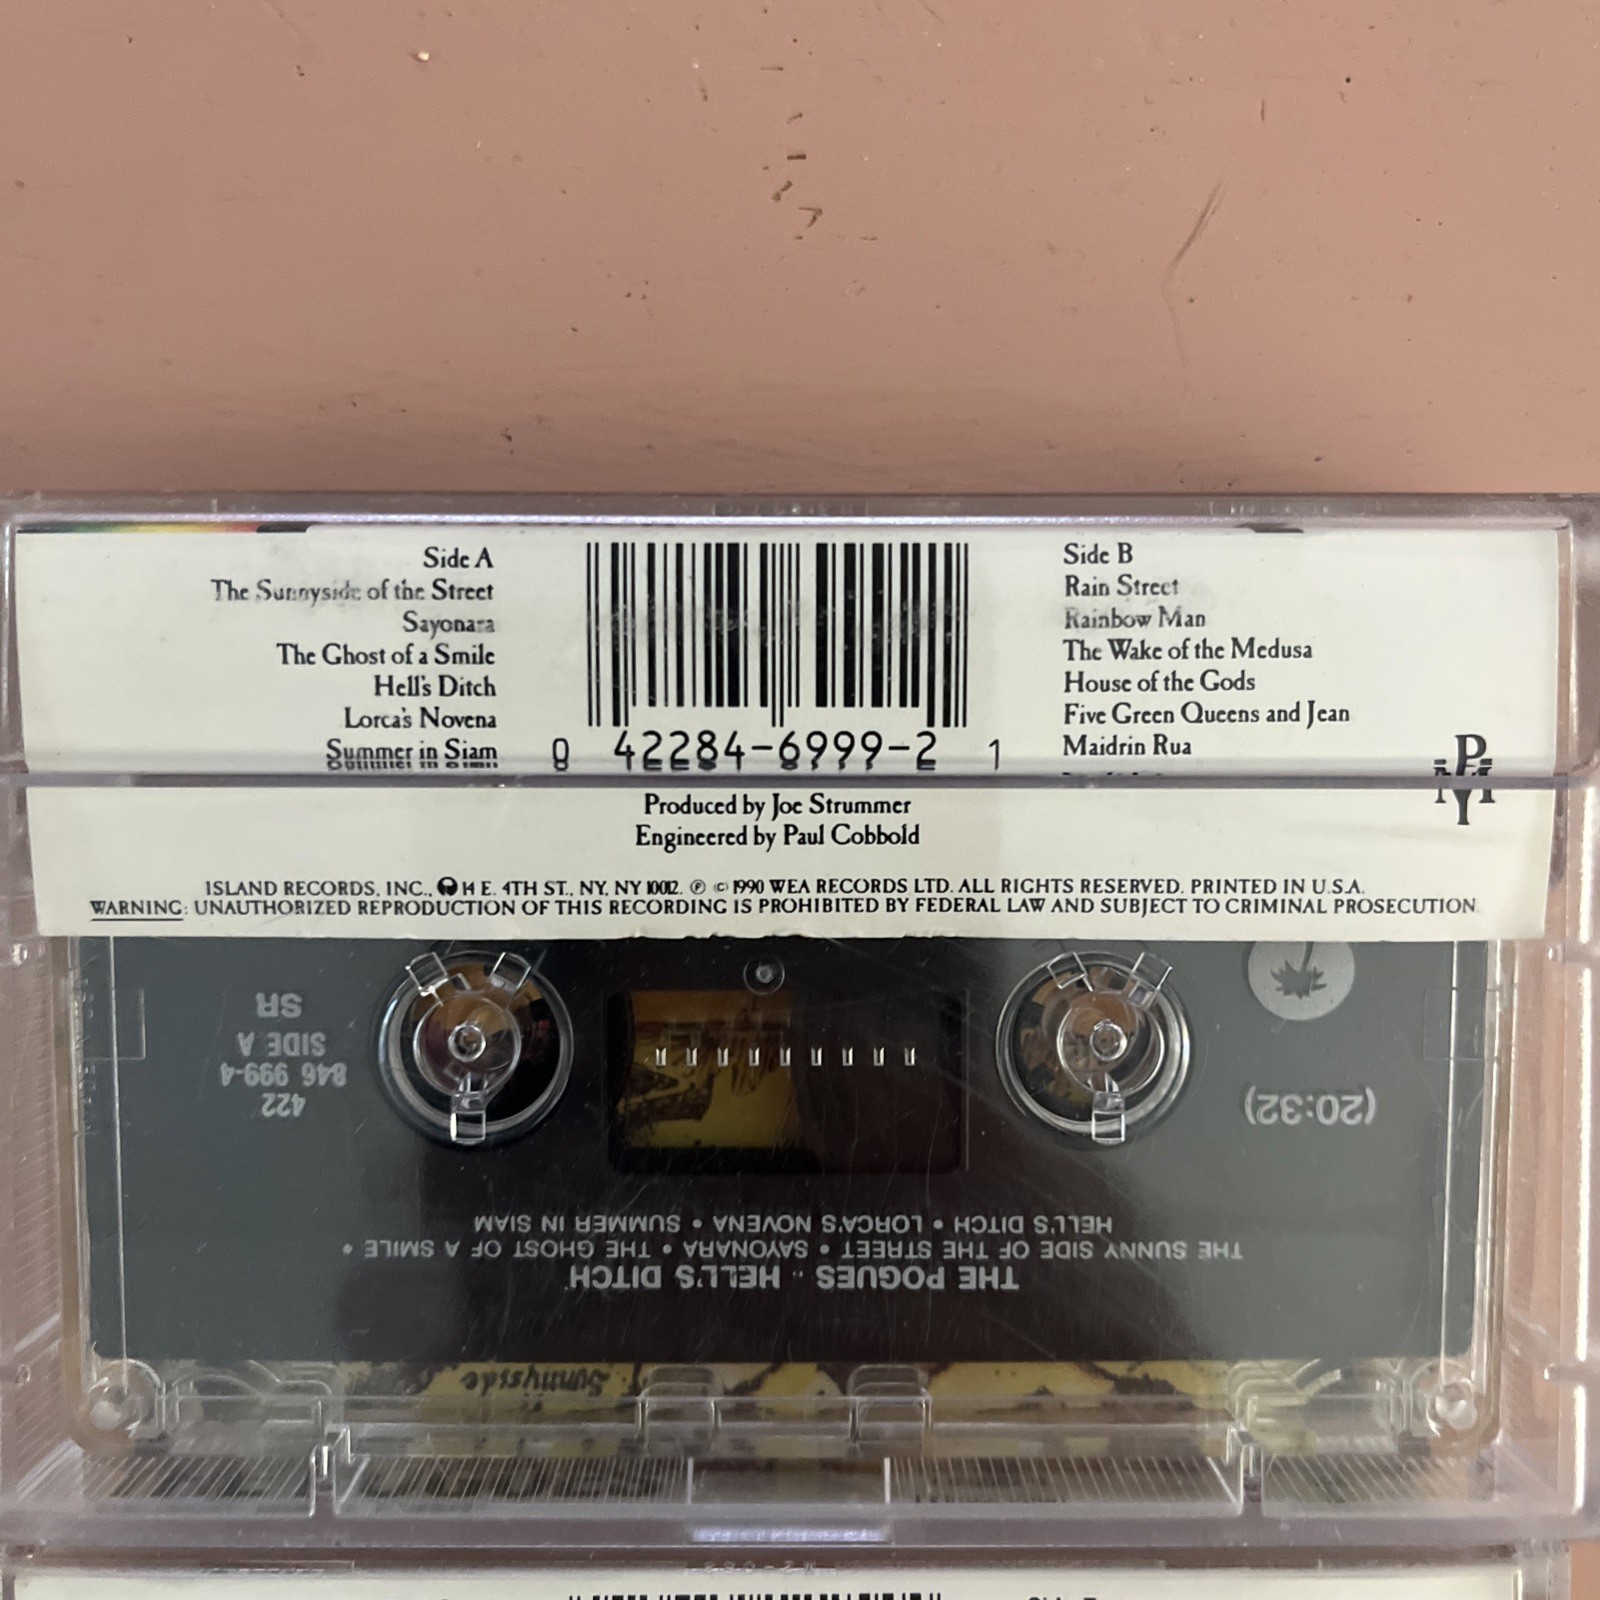 Side A
The Sunnyside of the Street
Sayonara
The Ghost of a Smile
Hell's Ditch
Lorca's Novena
Summer in Siam
0 42284-6999-2 1
Side B
Rain Street
Rainbow Man
The Wake of the Medusa
House of the Gods
Five Green Queens and Jean
Maidrin Rua
Produced by Joe Strummer
Engineered by Paul Cobbold
ISLAND RECORDS, INC., 14 E. 4TH ST., NY, NY 10012. ℗ © 1990 WEA RECORDS LTD. ALL RIGHTS RESERVED. PRINTED IN U.S.A.
WARNING: UNAUTHORIZED REPRODUCTION OF THIS RECORDING IS PROHIBITED BY FEDERAL LAW AND SUBJECT TO CRIMINAL PROSECUTION
THE POGUES •• HELL'S DITCH
THE SUNNY SIDE OF THE STREET • SAYONARA • THE GHOST OF A SMILE •
HELL'S DITCH • LORCA'S NOVENA • SUMMER IN SIAM
(20:32)
422
846 999-4
SIDE A
SR
Sunnyside